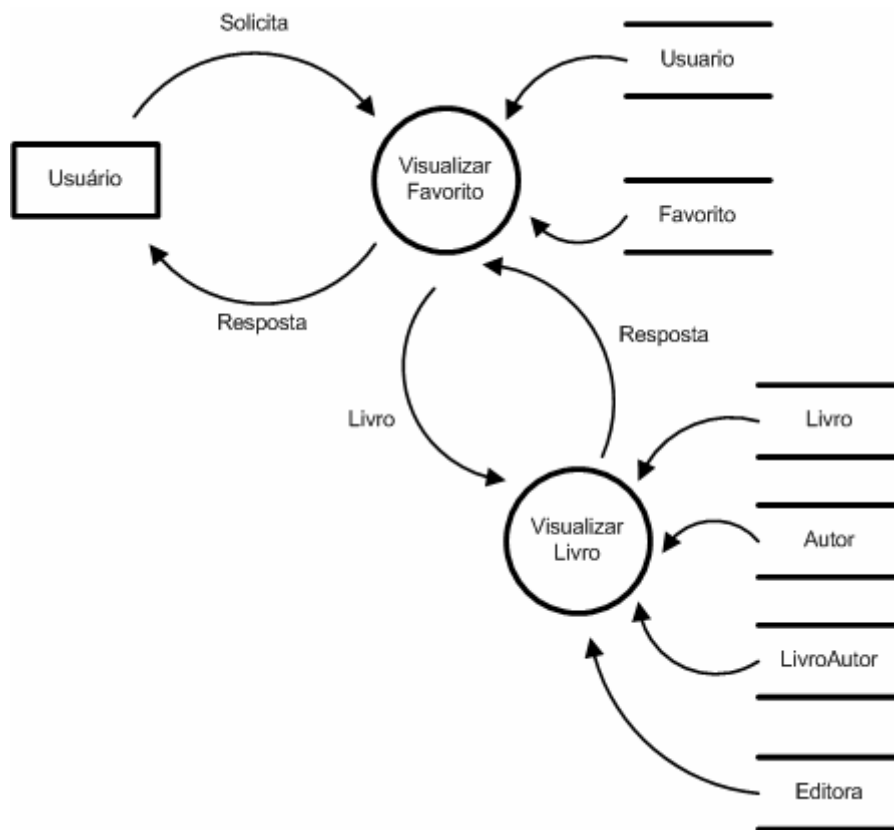 Solicita
Usuario
Visualizar
Favorito
Usuário
Favorito
Resposta
Resposta
Livro
Livro
Visualizar
Livro
Autor
LivroAutor
Editora